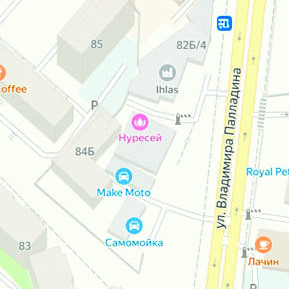 85
82Б/4
offee
Ihlas
P
Нуресей
84Б
Make Moto
ул. Владимира Палладина
Royal Pet
Самомойка
83
Лачин